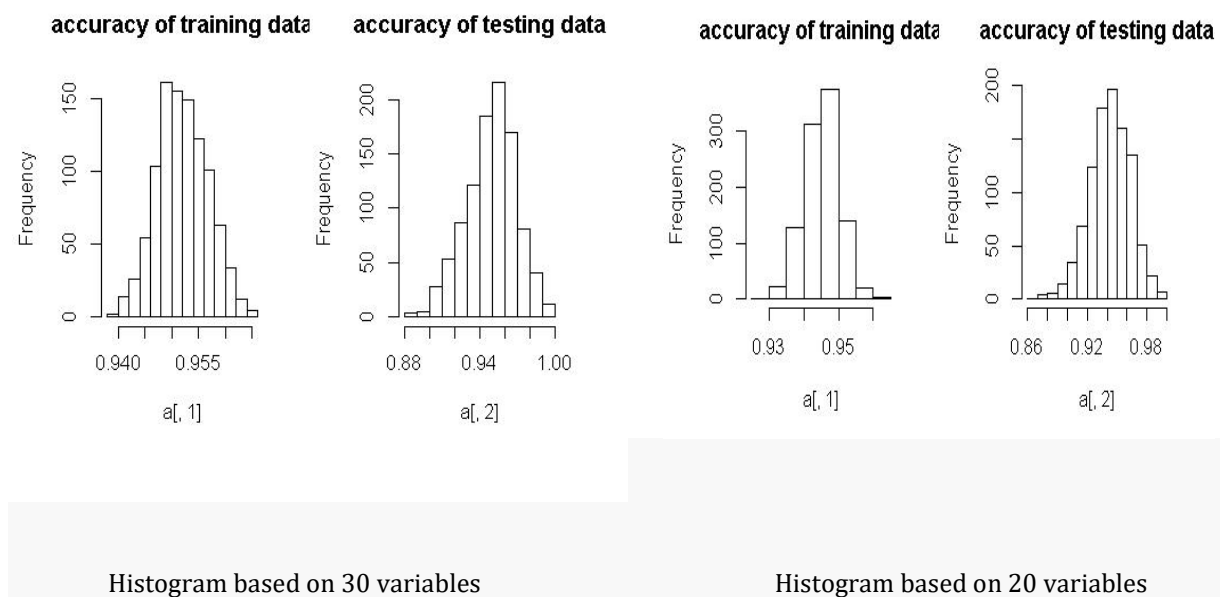 accuracy of training data
accuracy of testing data
Frequency
0 50 100 150
0.940 0.955
a[, 1]
Frequency
0 50 100 150 200
0.88 0.94 1.00
a[, 2]
accuracy of training data
accuracy of testing data
Frequency
0 100 200 300
0.93 0.95
a[, 1]
Frequency
0 50 100 200
0.86 0.92 0.98
a[, 2]
Histogram based on 30 variables
Histogram based on 20 variables